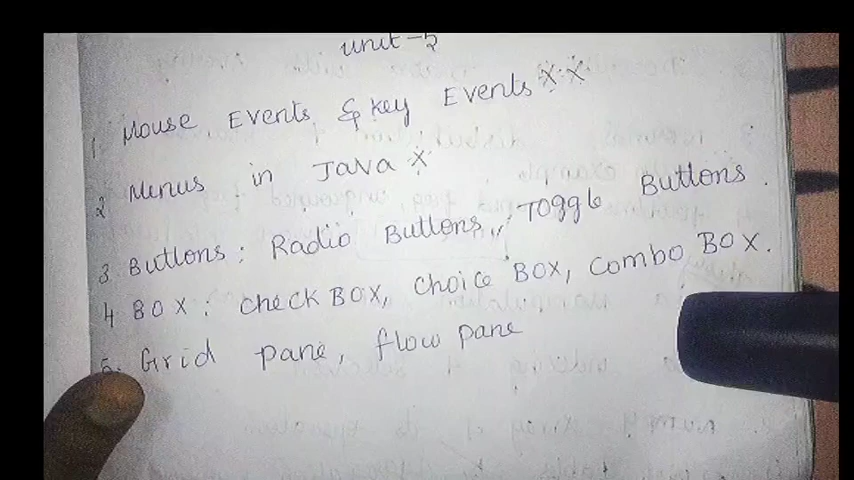 unit-5
1 Mouse Events & key Events X X
2 Menus in Java X
3 Buttons: Radio Buttons, Toggle Buttons.
4 BOX: Check BOX, Choice BOX, Combo BOX.
5. Grid pane, flow pane